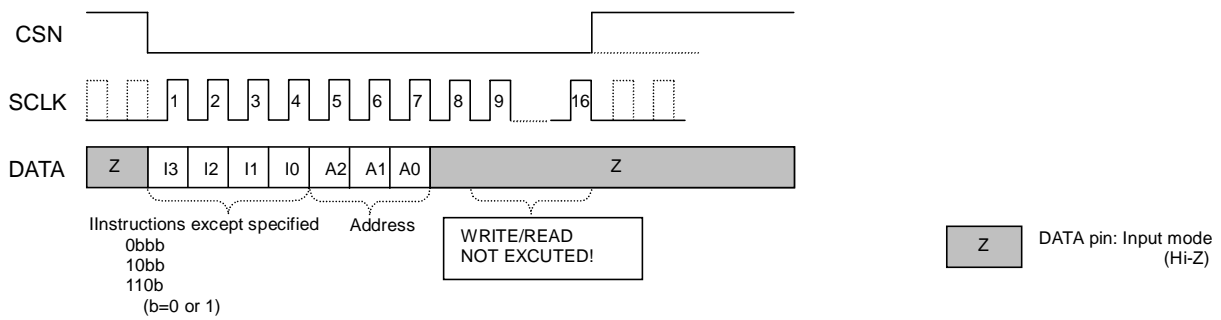 CSN
SCLK 1 2 3 4 5 6 7 8 9 16
DATA Z I3 I2 I1 I0 A2 A1 A0 Z
IInstructions except specified Address
0bbb
10bb
110b
(b=0 or 1)
WRITE/READ
NOT EXCUTED!
Z DATA pin: Input mode
(Hi-Z)